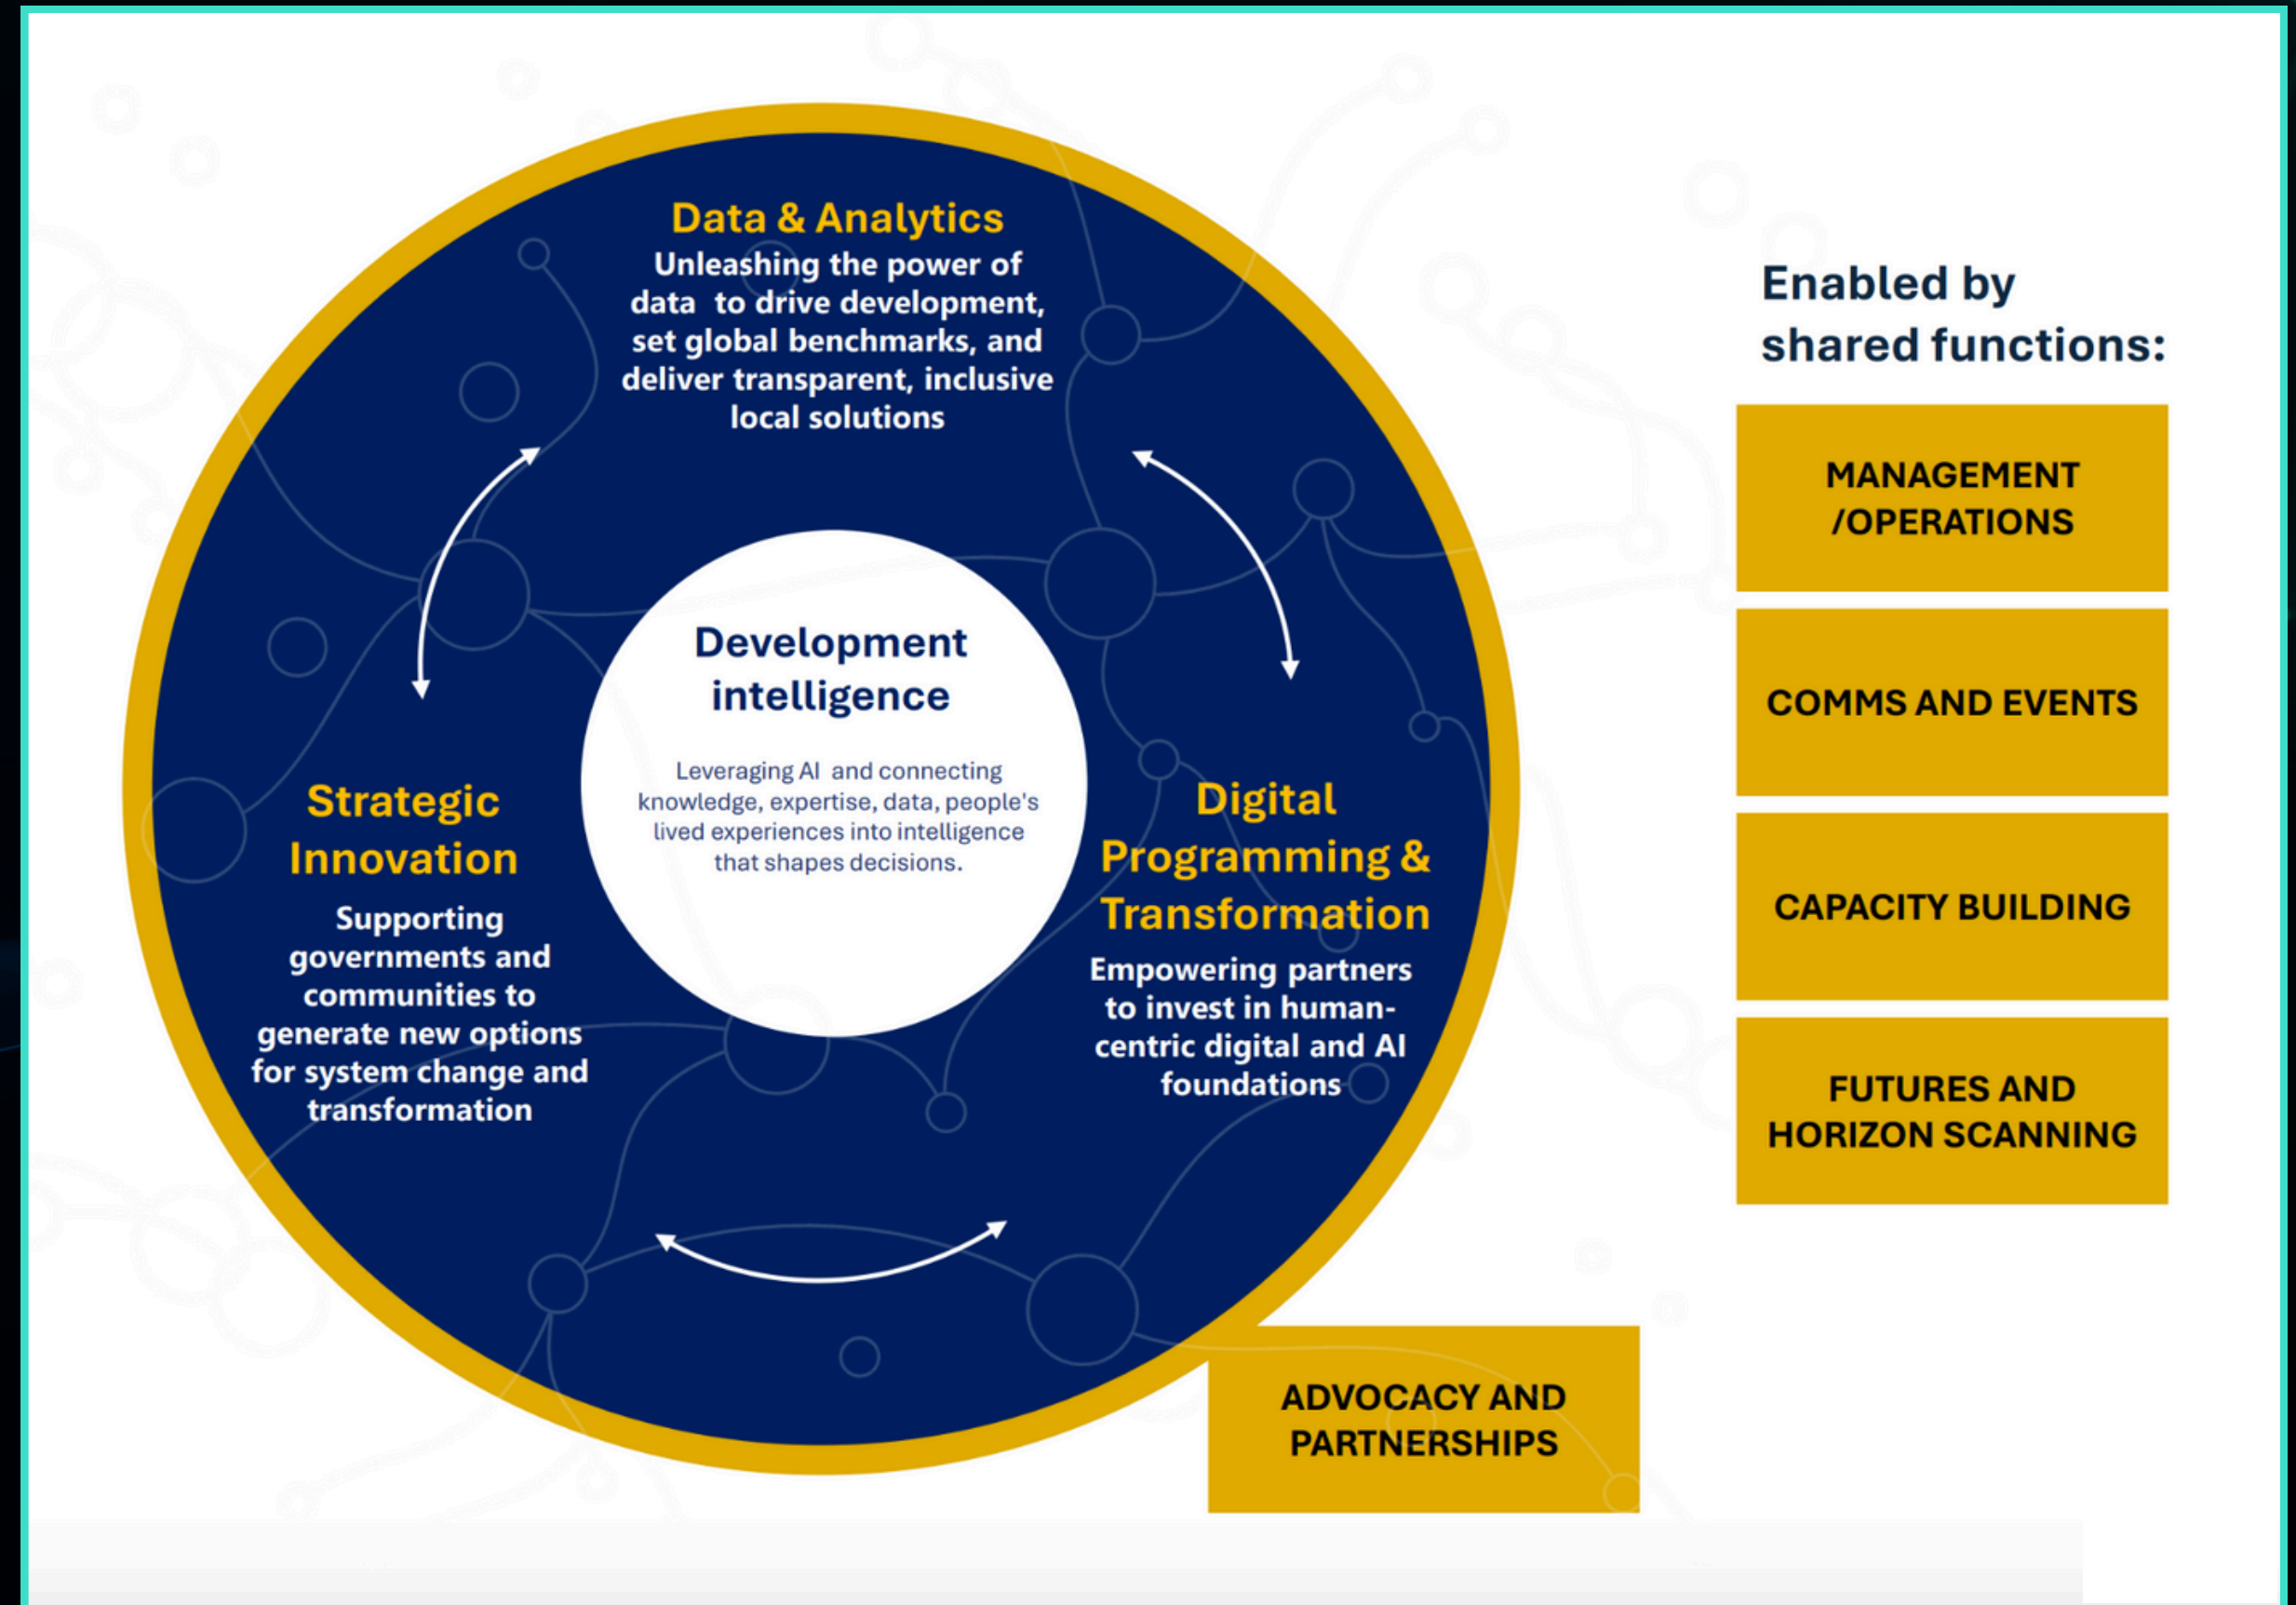 Data & Analytics
Unleashing the power of
data to drive development,
set global benchmarks, and
deliver transparent, inclusive
local solutions
Development
intelligence
Leveraging AI and connecting
knowledge, expertise, data, people's
lived experiences into intelligence
that shapes decisions.
Strategic
Innovation
Supporting
governments and
communities to
generate new options
for system change and
transformation
Digital
Programming &
Transformation
Empowering partners
to invest in human-
centric digital and AI
foundations
Enabled by
shared functions:
MANAGEMENT
/OPERATIONS
COMMS AND EVENTS
CAPACITY BUILDING
FUTURES AND
HORIZON SCANNING
ADVOCACY AND
PARTNERSHIPS